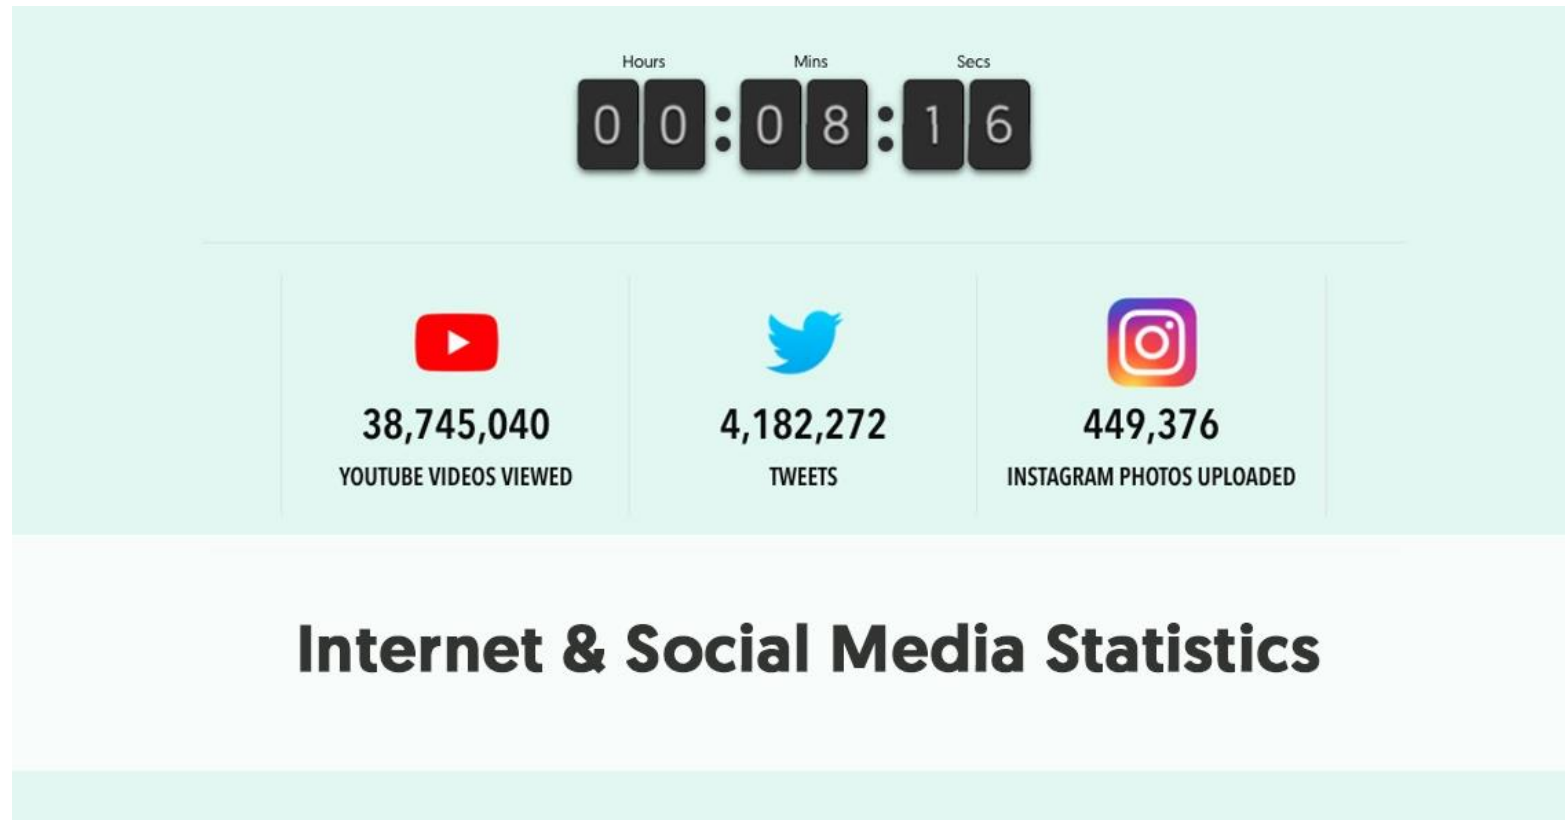 Hours Mins Secs
00:08:16
38,745,040 4,182,272 449,376
YOUTUBE VIDEOS VIEWED TWEETS INSTAGRAM PHOTOS UPLOADED
Internet & Social Media Statistics